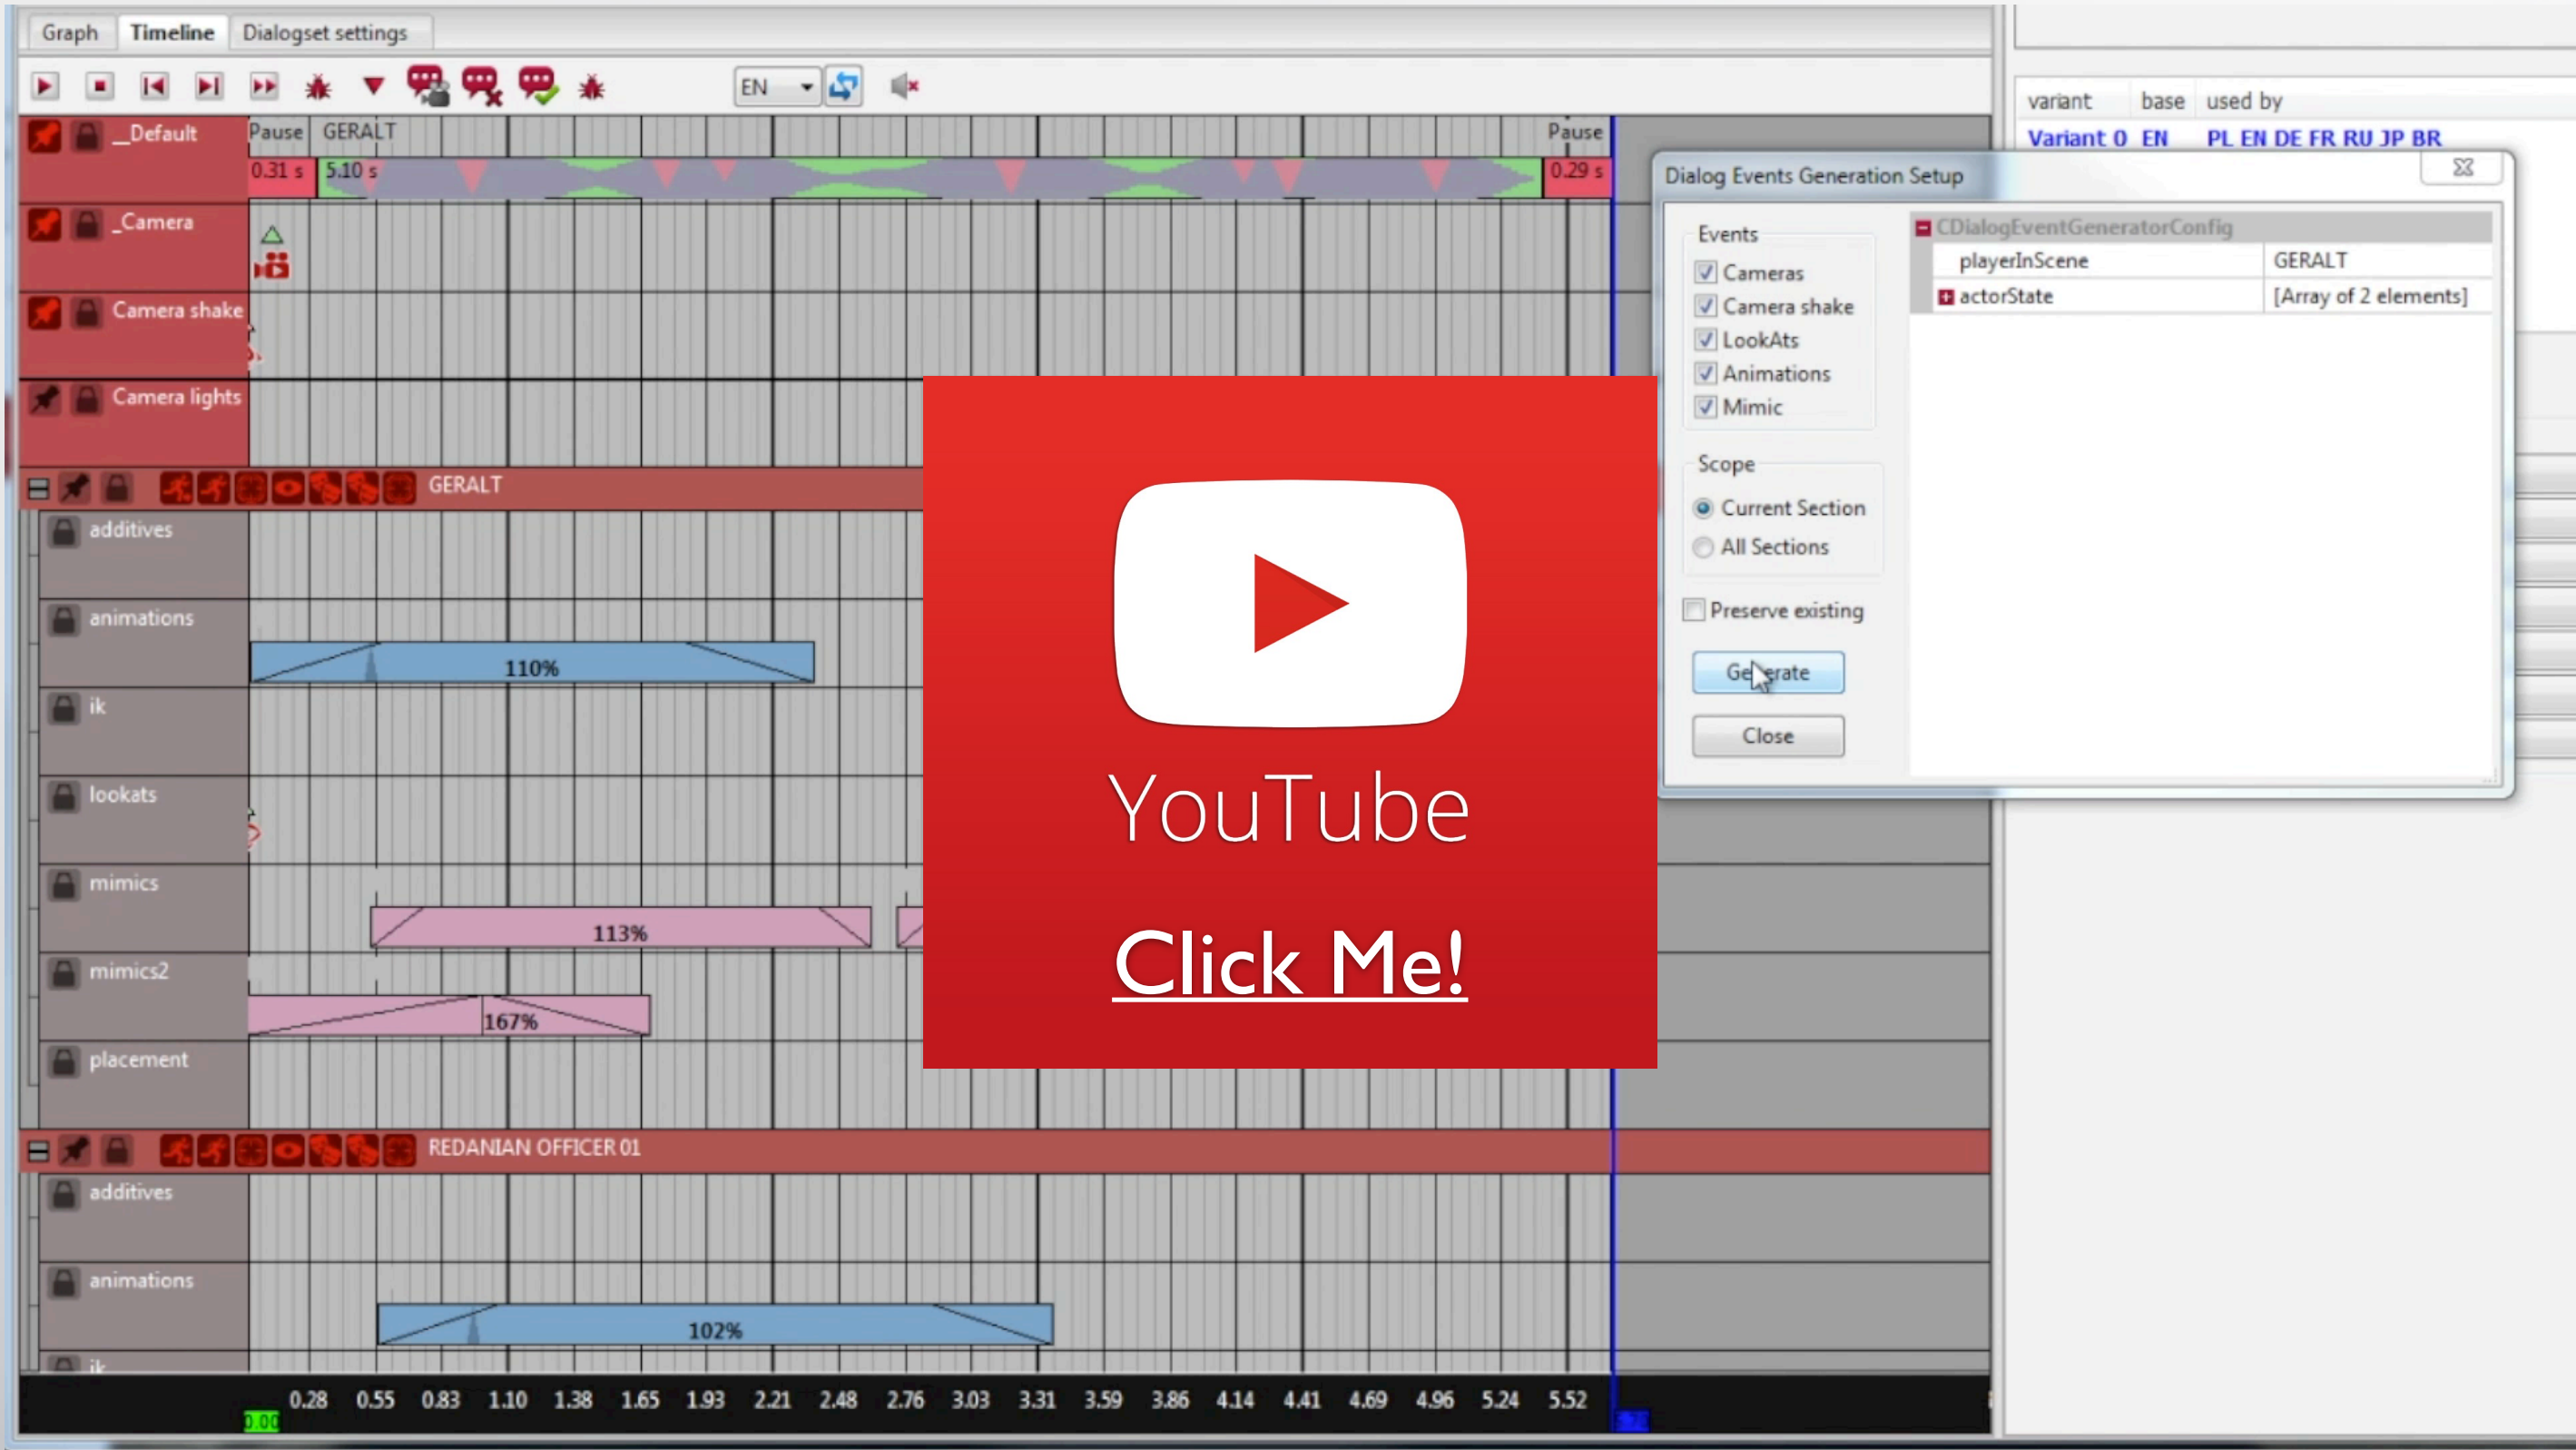 Graph Timeline Dialogset settings
EN
variant base used by
Variant 0 EN PL EN DE FR RU JP BR
__Default
Pause GERALT Pause
0.31 s 5.10 s 0.29 s
_Camera
Camera shake
Camera lights
GERALT
additives
animations
110%
ik
lookats
mimics
113%
mimics2
167%
placement
REDANIAN OFFICER 01
additives
animations
102%
ik
0.28 0.55 0.83 1.10 1.38 1.65 1.93 2.21 2.48 2.76 3.03 3.31 3.59 3.86 4.14 4.41 4.69 4.96 5.24 5.52
0.00
YouTube
Click Me!
Dialog Events Generation Setup
Events
Cameras
Camera shake
LookAts
Animations
Mimic
Scope
Current Section
All Sections
Preserve existing
Generate
Close
CDialogEventGeneratorConfig
playerInScene GERALT
actorState [Array of 2 elements]